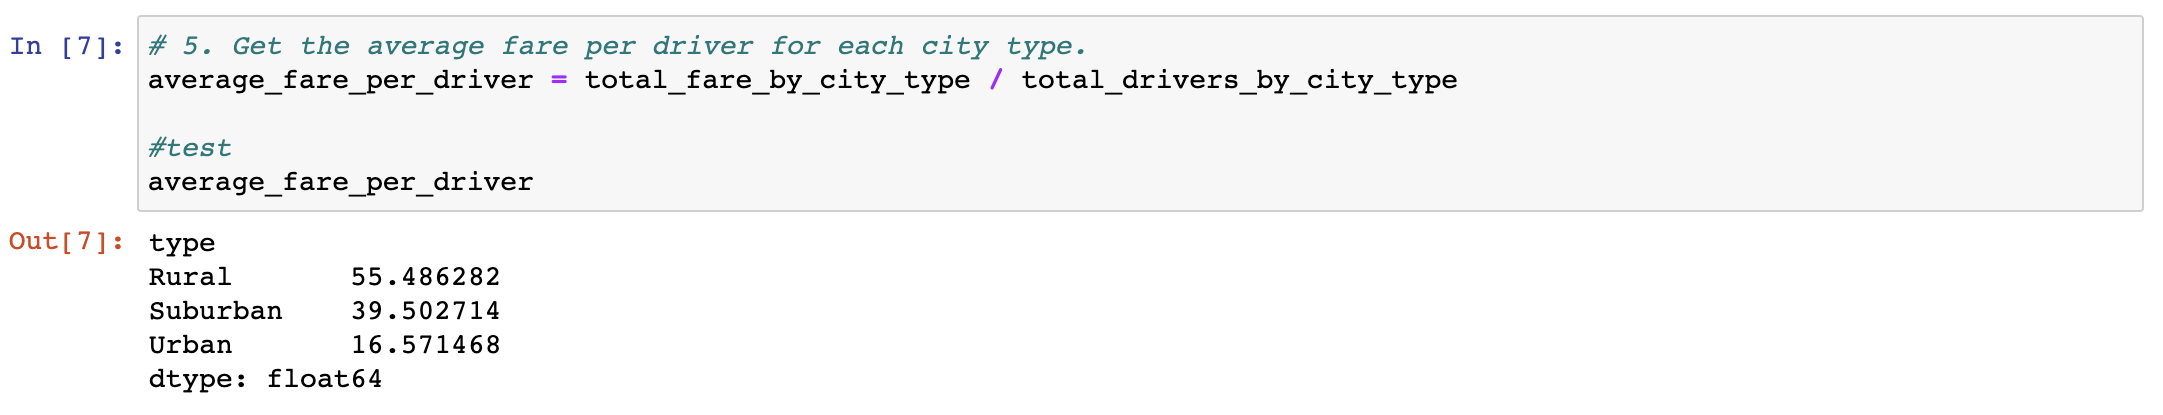 In [7]: # 5. Get the average fare per driver for each city type.
average_fare_per_driver = total_fare_by_city_type / total_drivers_by_city_type
#test
average_fare_per_driver
Out[7]: type
Rural 55.486282
Suburban 39.502714
Urban 16.571468
dtype: float64